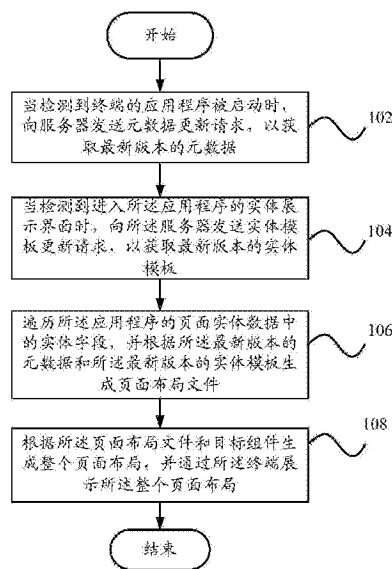 开始
当检测到终端的应用程序被启动时，
向服务器发送元数据更新请求，以获
取最新版本的元数据
102
当检测到进入所述应用程序的实体展
示界面时，向所述服务器发送实体模
板更新请求，以获取最新版本的实体
模板
104
遍历所述应用程序的页面实体数据中
的实体字段，并根据所述最新版本的
元数据和所述最新版本的实体模板生
成页面布局文件
106
根据所述页面布局文件和目标组件生
成整个页面布局，并通过所述终端展
示所述整个页面布局
108
结束